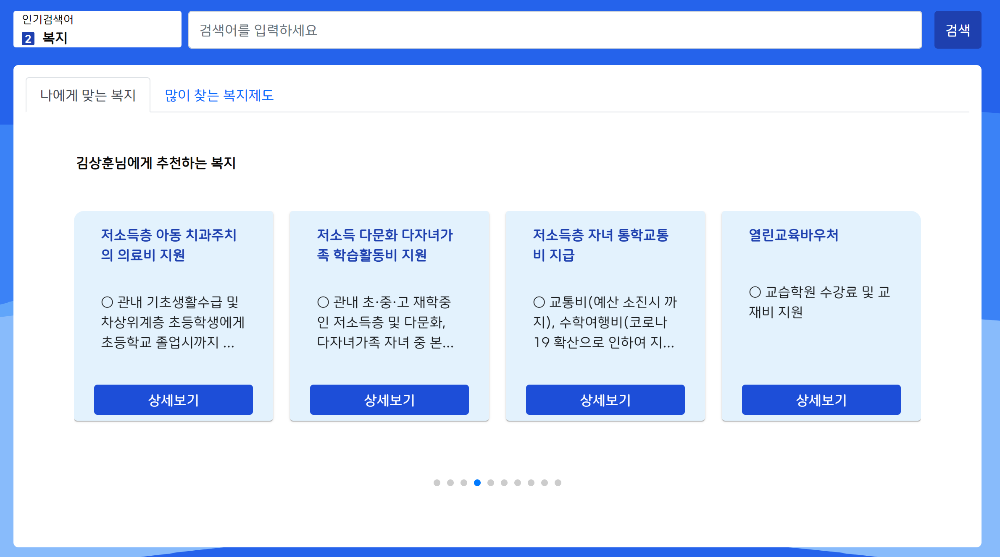 인기검색어
2 복지
검색어를 입력하세요
검색
나에게 맞는 복지
많이 찾는 복지제도
김상훈님에게 추천하는 복지
저소득층 아동 치과주치
의 의료비 지원
○ 관내 기초생활수급 및
차상위계층 초등학생에게
초등학교 졸업시까지 ...
상세보기
저소득 다문화 다자녀가
족 학습활동비 지원
○ 관내 초·중·고 재학중
인 저소득층 및 다문화,
다자녀가족 자녀 중 본...
상세보기
저소득층 자녀 통학교통
비 지급
○ 교통비(예산 소진시 까
지), 수학여행비(코로나
19 확산으로 인하여 지...
상세보기
열린교육바우처
○ 교습학원 수강료 및 교
재비 지원
상세보기